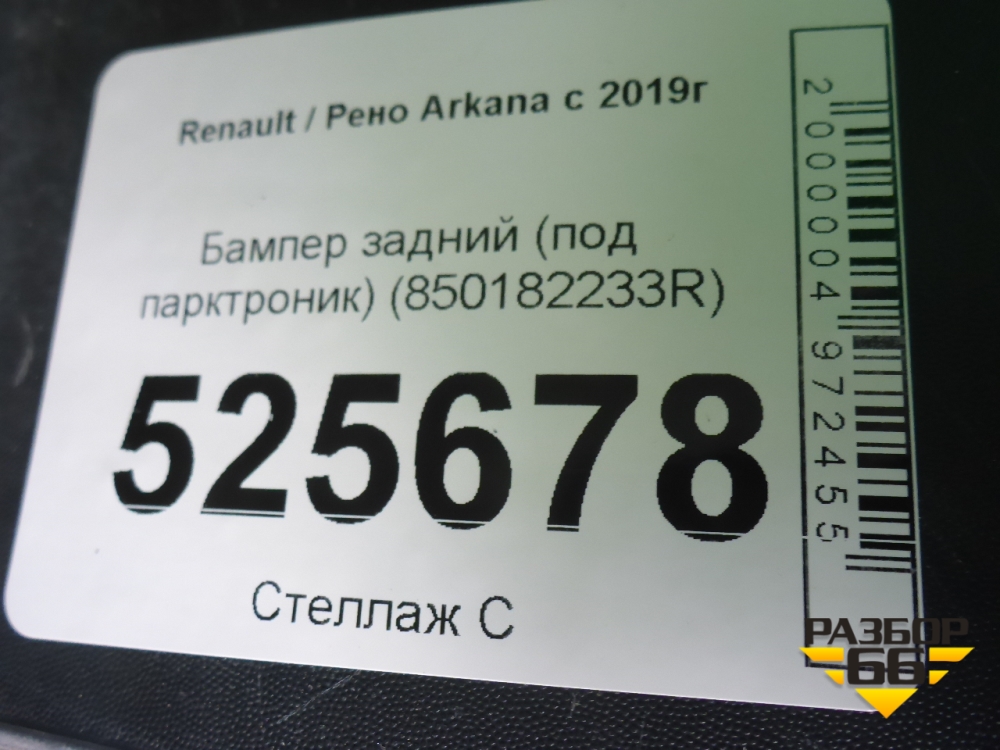 Renault / Рено Arkana с 2019г
Бампер задний (под
парктроник) (850182233R)
525678
Стеллаж С
2000004972455
РАЗБОР
66